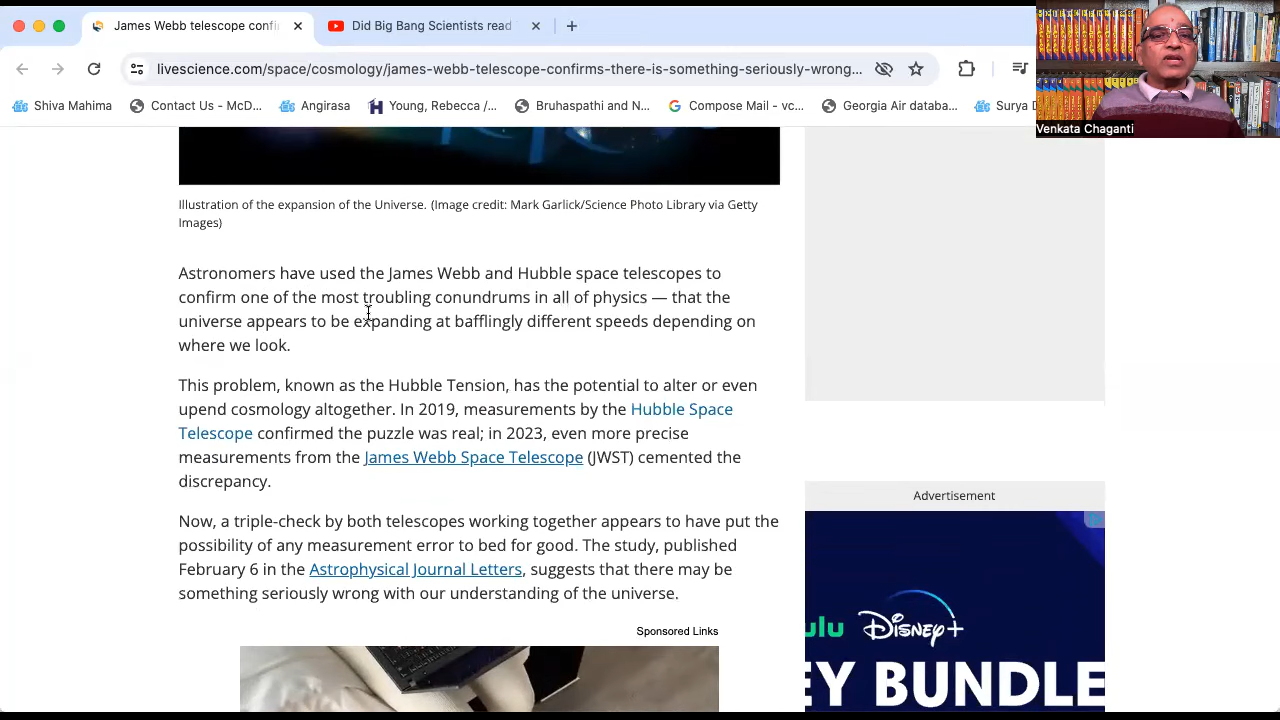 James Webb telescope confi
Did Big Bang Scientists read
livescience.com/space/cosmology/james-webb-telescope-confirms-there-is-something-seriously-wrong...
Shiva Mahima
Contact Us - McD...
Angirasa
Young, Rebecca /...
Bruhaspathi and N...
Compose Mail - vc...
Georgia Air databa...
Surya D
Venkata Chaganti
Illustration of the expansion of the Universe. (Image credit: Mark Garlick/Science Photo Library via Getty
Images)
Astronomers have used the James Webb and Hubble space telescopes to
confirm one of the most troubling conundrums in all of physics — that the
universe appears to be expanding at bafflingly different speeds depending on
where we look.
This problem, known as the Hubble Tension, has the potential to alter or even
upend cosmology altogether. In 2019, measurements by the Hubble Space
Telescope confirmed the puzzle was real; in 2023, even more precise
measurements from the James Webb Space Telescope (JWST) cemented the
discrepancy.
Now, a triple-check by both telescopes working together appears to have put the
possibility of any measurement error to bed for good. The study, published
February 6 in the Astrophysical Journal Letters, suggests that there may be
something seriously wrong with our understanding of the universe.
Sponsored Links
Advertisement
ulu Disney+
EY BUNDLE